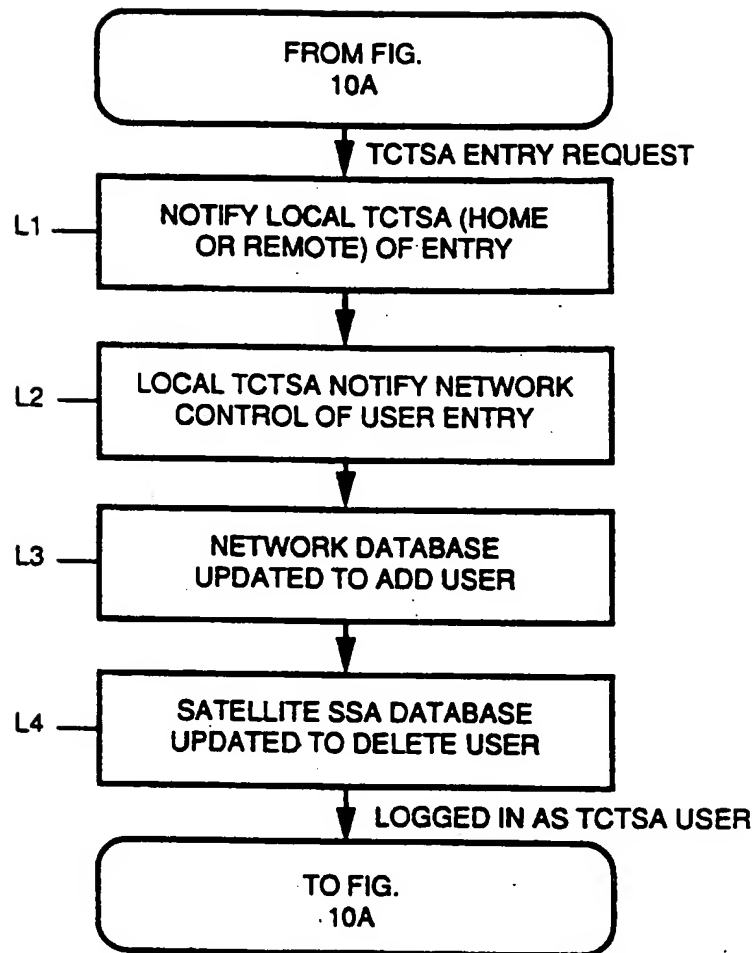 FROM FIG.
10A
TCTSA ENTRY REQUEST
L1
NOTIFY LOCAL TCTSA (HOME
OR REMOTE) OF ENTRY
L2
LOCAL TCTSA NOTIFY NETWORK
CONTROL OF USER ENTRY
L3
NETWORK DATABASE
UPDATED TO ADD USER
L4
SATELLITE SSA DATABASE
UPDATED TO DELETE USER
LOGGED IN AS TCTSA USER
TO FIG.
10A